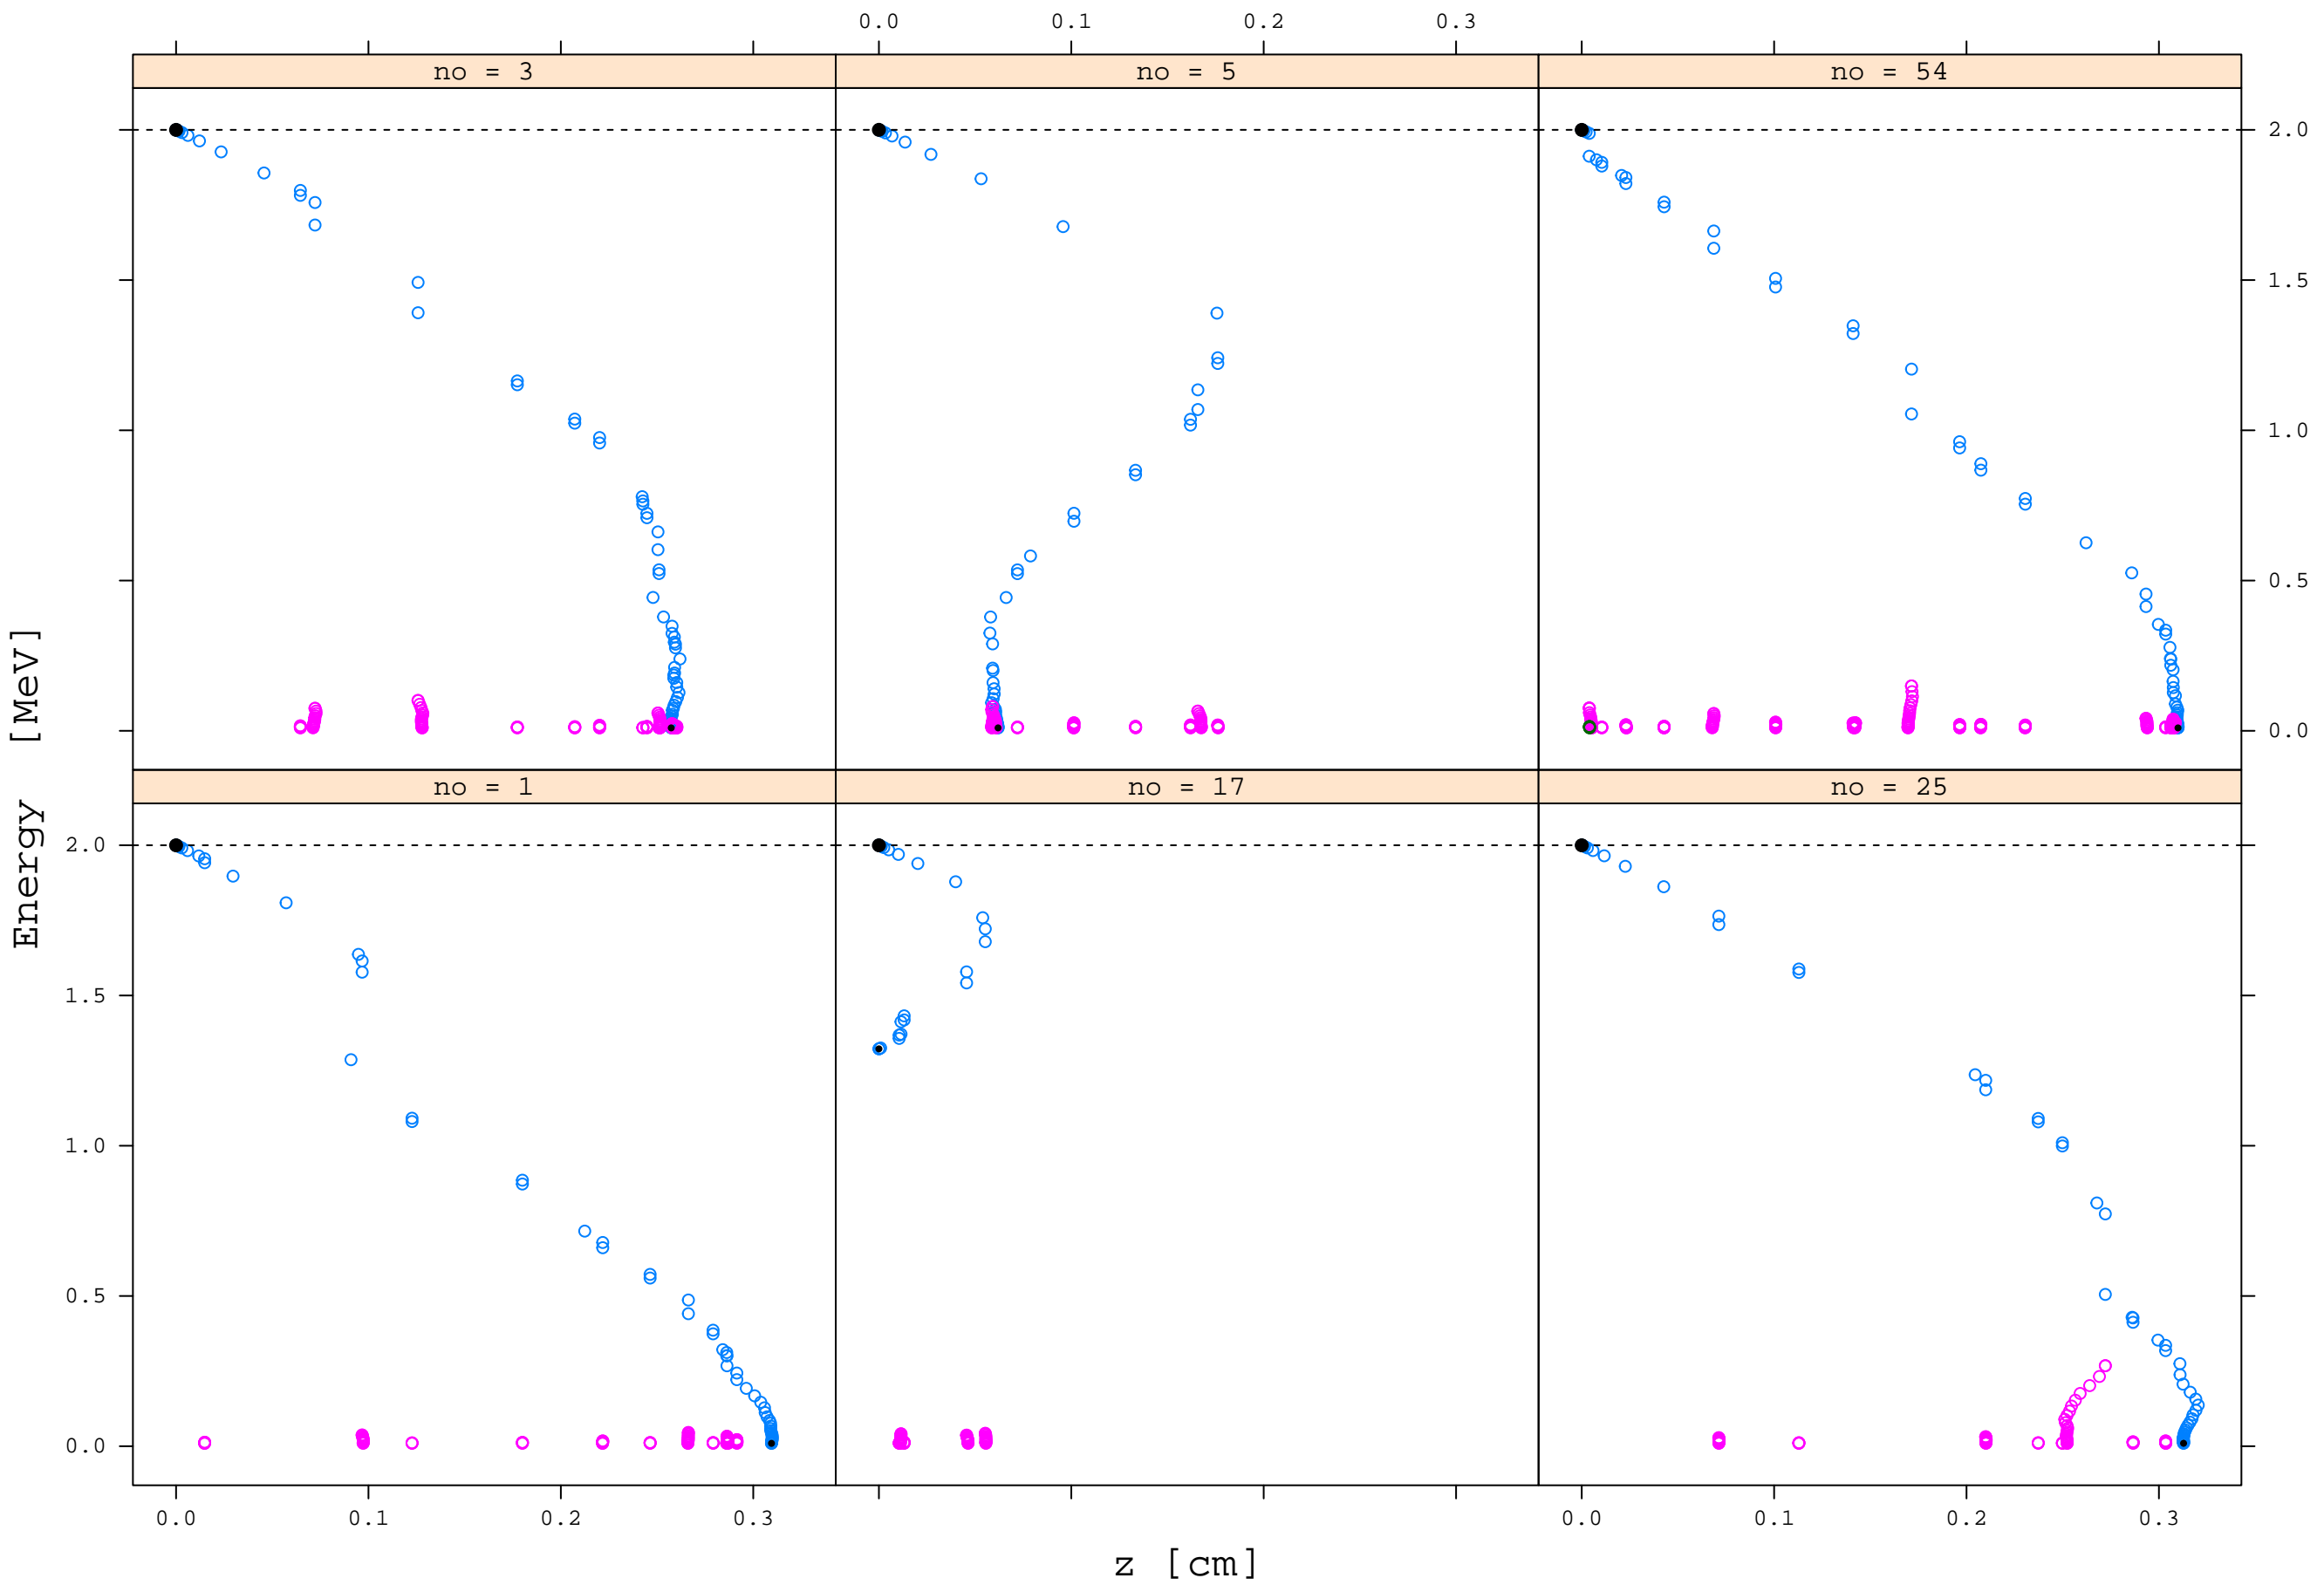 0.0 0.1 0.2 0.3
no = 3 no = 5 no = 54
2.0
1.5
1.0
0.5
0.0
Energy [MeV]
no = 1 no = 17 no = 25
2.0
1.5
1.0
0.5
0.0
0.0 0.1 0.2 0.3 0.0 0.1 0.2 0.3
z [cm]